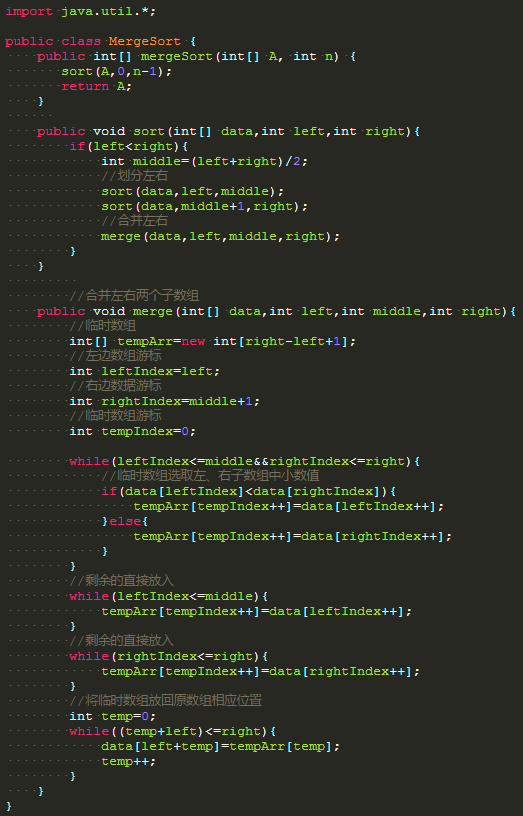 import java.util.*;
public class MergeSort {
    public int[] mergeSort(int[] A, int n) {
       sort(A,0,n-1);
       return A;
    }
    public void sort(int[] data,int left,int right){
        if(left<right){
            int middle=(left+right)/2;
            //划分左右
            sort(data,left,middle);
            sort(data,middle+1,right);
            //合并左右
            merge(data,left,middle,right);
        }
    }
        //合并左右两个子数组
    public void merge(int[] data,int left,int middle,int right){
        //临时数组
        int[] tempArr=new int[right-left+1];
        //左边数组游标
        int leftIndex=left;
        //右边数据游标
        int rightIndex=middle+1;
        //临时数组游标
        int tempIndex=0;
        while(leftIndex<=middle&&rightIndex<=right){
            //临时数组选取左、右子数组中小数值
            if(data[leftIndex]<data[rightIndex]){
                tempArr[tempIndex++]=data[leftIndex++];
            }else{
                tempArr[tempIndex++]=data[rightIndex++];
            }
        }
        //剩余的直接放入
        while(leftIndex<=middle){
            tempArr[tempIndex++]=data[leftIndex++];
        }
        //剩余的直接放入
        while(rightIndex<=right){
            tempArr[tempIndex++]=data[rightIndex++];
        }
        //将临时数组放回原数组相应位置
        int temp=0;
        while((temp+left)<=right){
            data[left+temp]=tempArr[temp];
            temp++;
        }
    }
}